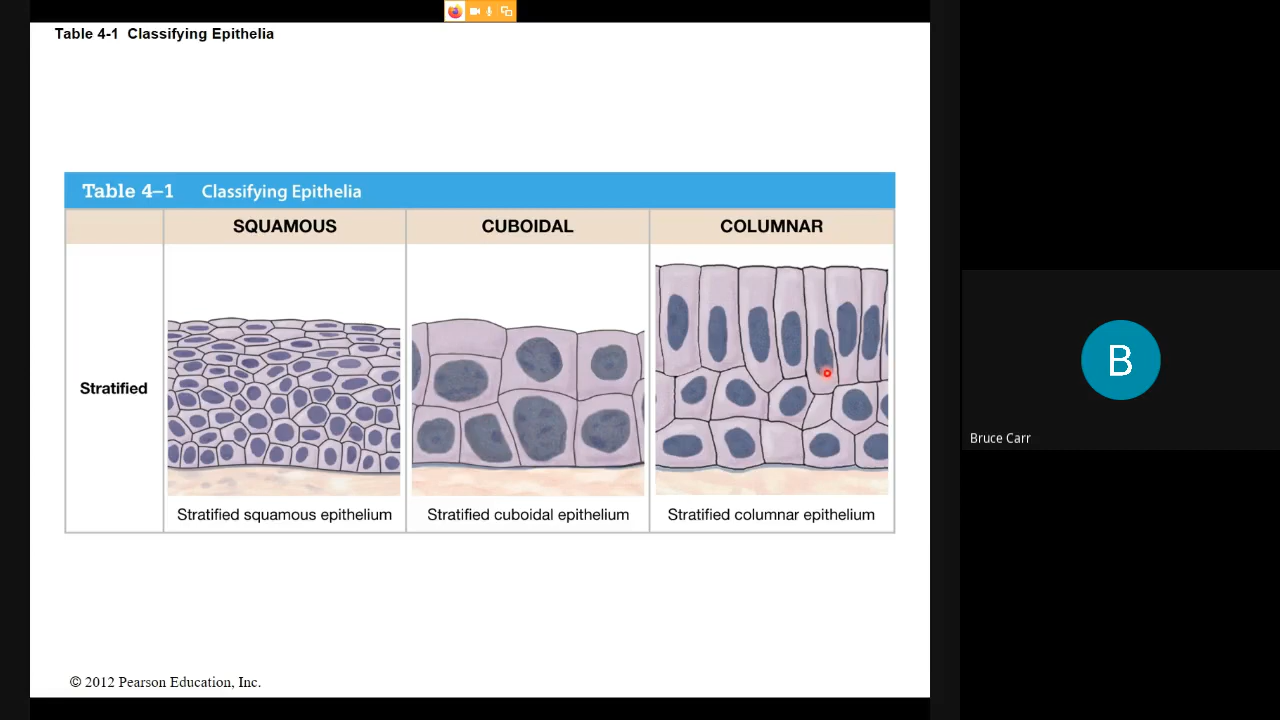 Table 4-1 Classifying Epithelia
Table 4–1 Classifying Epithelia
SQUAMOUS CUBOIDAL COLUMNAR
Stratified
Stratified squamous epithelium Stratified cuboidal epithelium Stratified columnar epithelium
© 2012 Pearson Education, Inc.
B
Bruce Carr